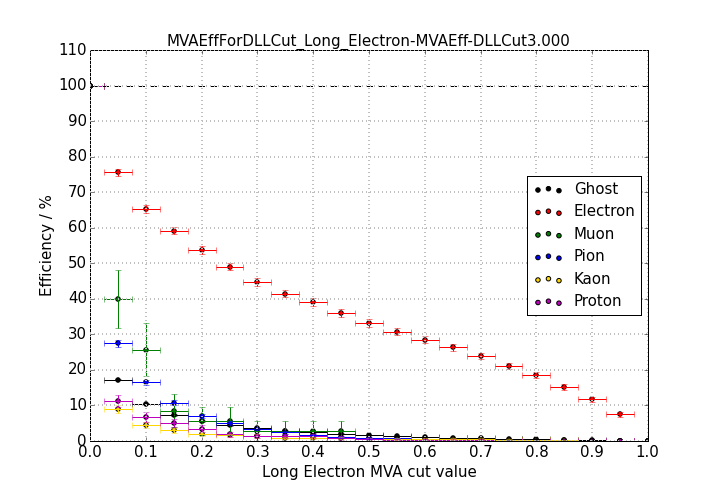 MVAEffForDLLCut_Long_Electron-MVAEff-DLLCut3.000
110
100
90
80
70
60
50
40
30
20
10
0
Efficiency / %
Ghost
Electron
Muon
Pion
Kaon
Proton
0.0 0.1 0.2 0.3 0.4 0.5 0.6 0.7 0.8 0.9 1.0
Long Electron MVA cut value